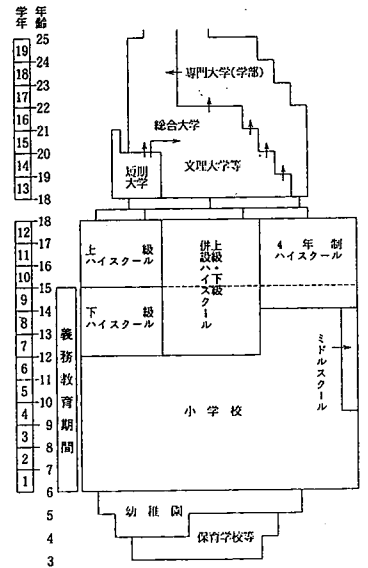 学年
年齢
25
19
24
18
23
17
22
16
21
15
20
14
19
13
18
専門大学(学部)
総合大学
短期大学
文理大学等
18
12
17
11
16
10
15
9
14
8
13
7
12
6
11
5
10
4
9
3
8
2
7
1
6
5
4
3
上級
ハイスクール
上級・下級
併設ハイスクール
4年制
ハイスクール
下級
ハイスクール
義務教育期間
ミドルスクール
小学校
幼稚園
保育学校等